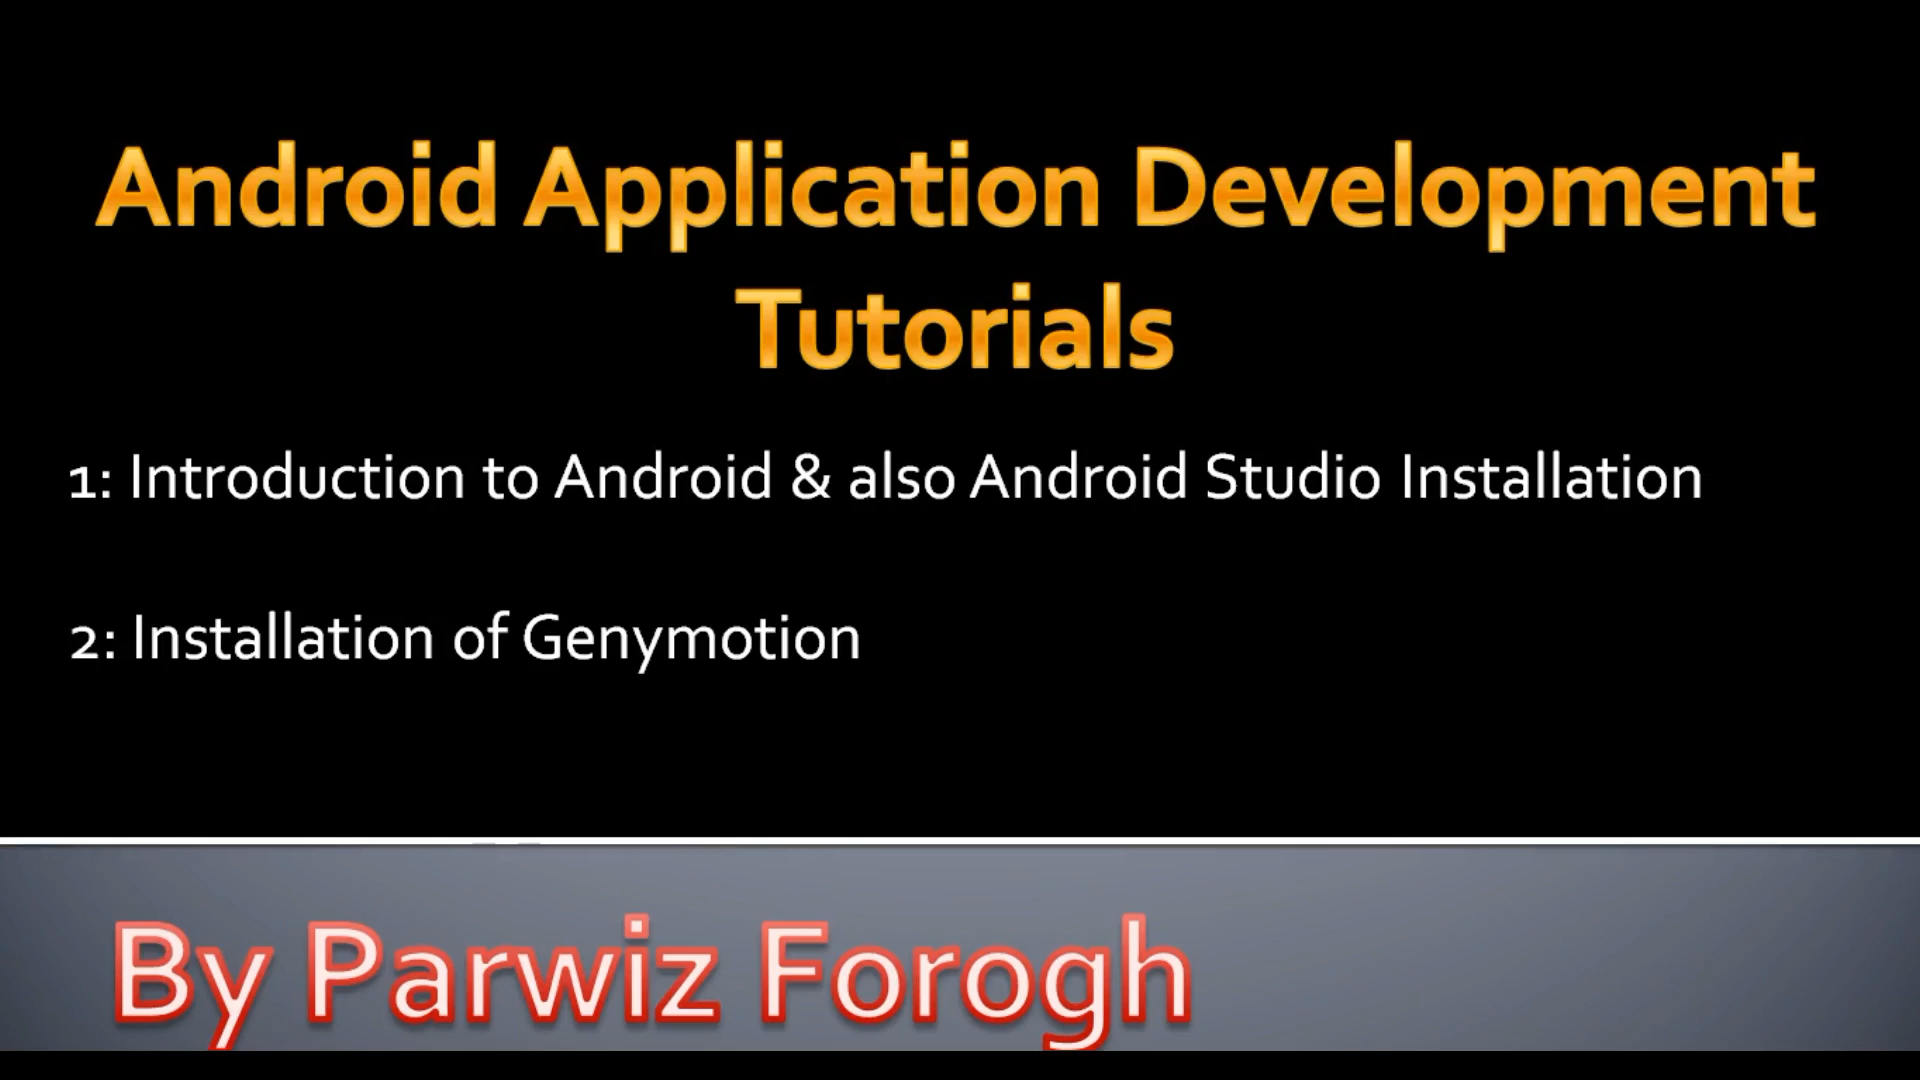 Android Application Development
Tutorials
1: Introduction to Android & also Android Studio Installation
2: Installation of Genymotion
By Parwiz Forogh